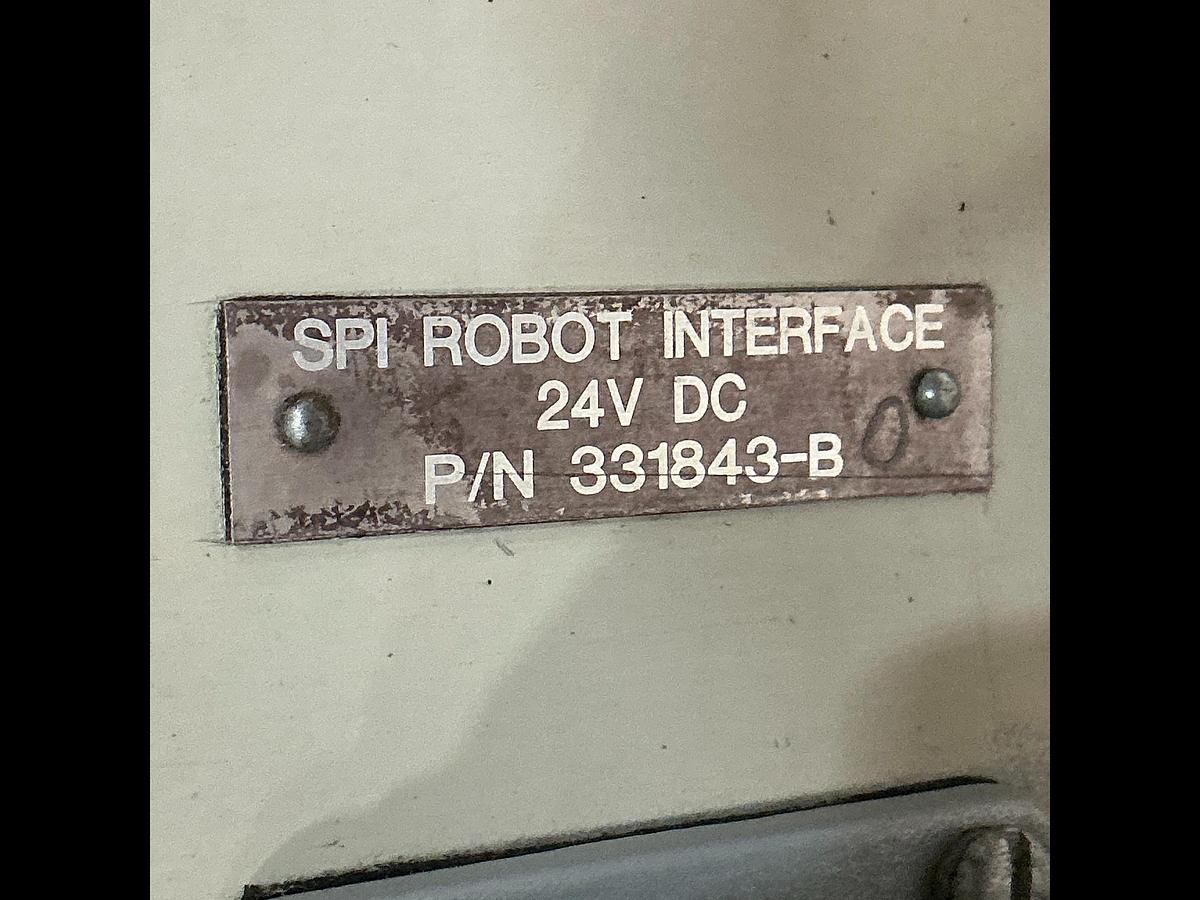 SPI ROBOT INTERFACE
24V DC
P/N 331843-B